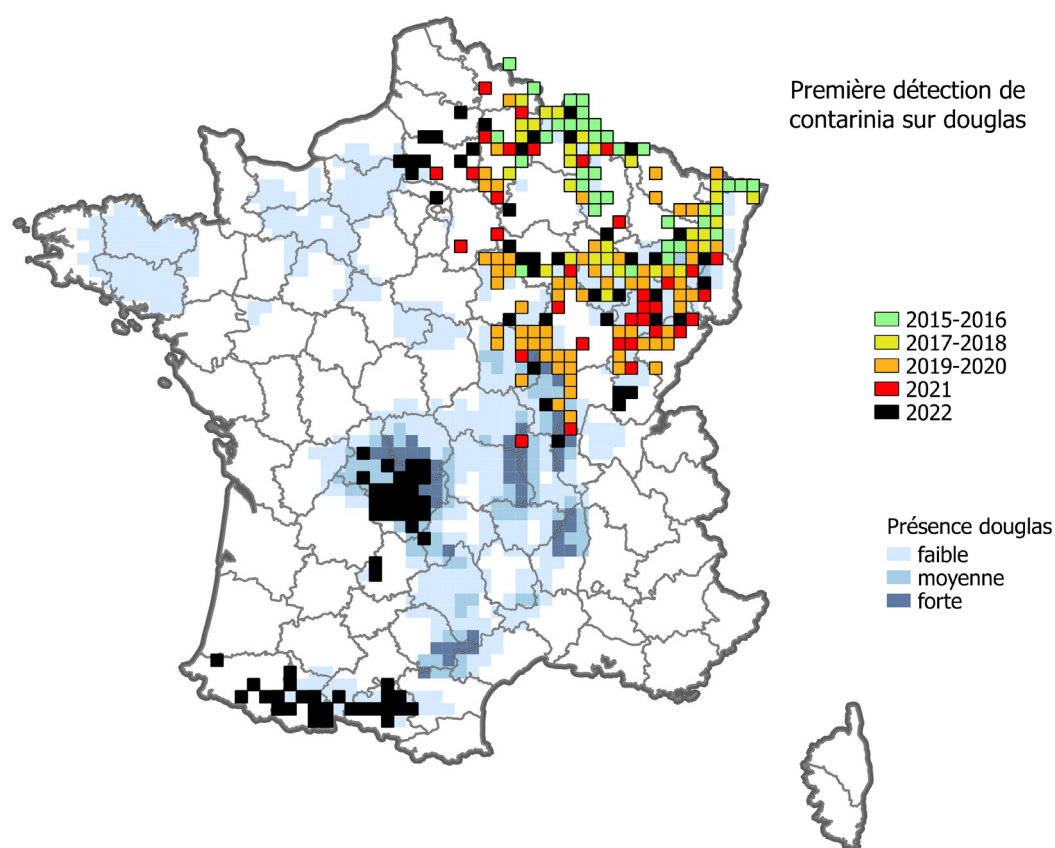 Première détection de
contarinia sur douglas
2015-2016
2017-2018
2019-2020
2021
2022
Présence douglas
faible
moyenne
forte